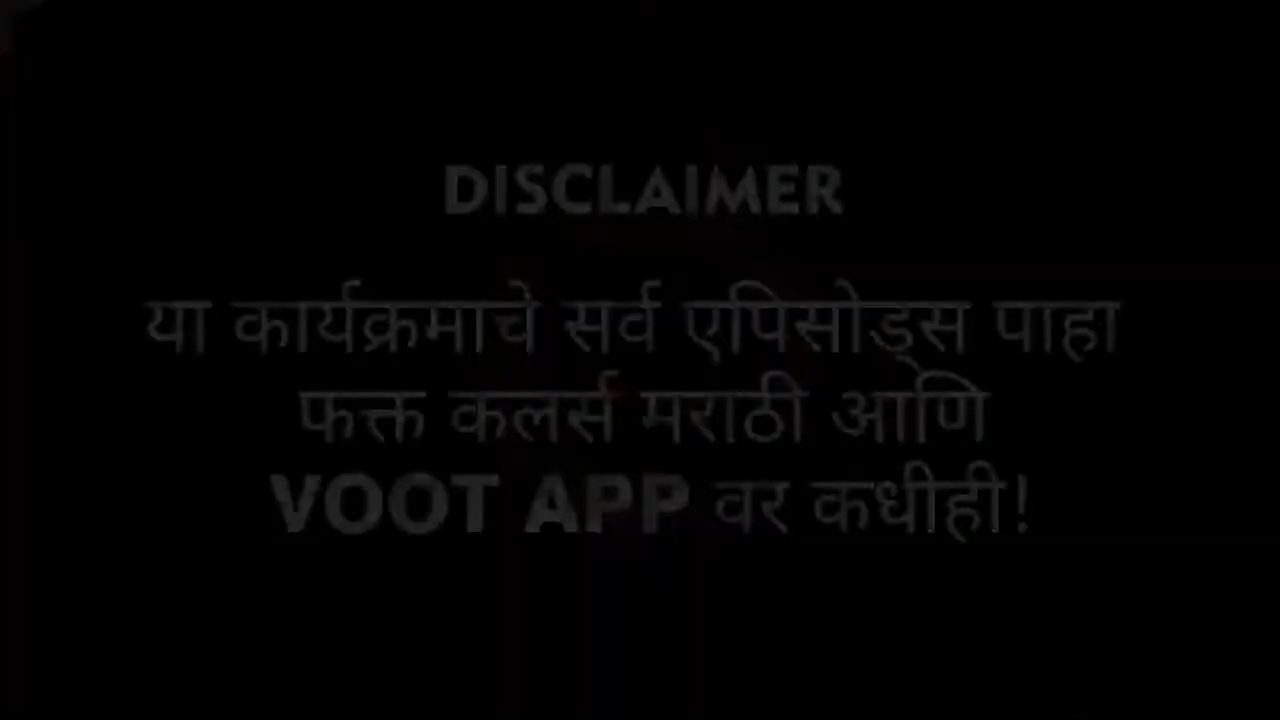 DISCLAIMER
या कार्यक्रमाचे सर्व एपिसोड्स पाहा
फक्त कलर्स मराठी आणि
VOOT APP वर कधीही!